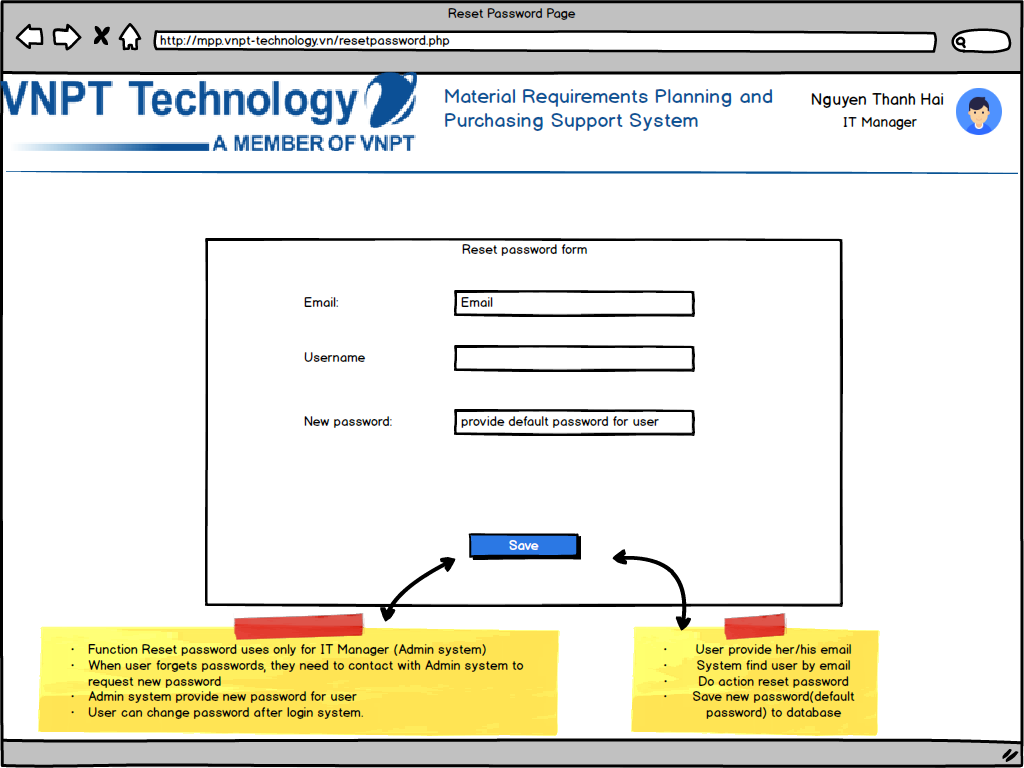 Reset Password Page
http://mpp.vnpt-technology.vn/resetpassword.php
VNPT Technology
A MEMBER OF VNPT
Material Requirements Planning and
Purchasing Support System
Nguyen Thanh Hai
IT Manager
Reset password form
Email:
Email
Username
New password:
provide default password for user
Save
· Function Reset password uses only for IT Manager (Admin system)
· When user forgets passwords, they need to contact with Admin system to
request new password
· Admin system provide new password for user
· User can change password after login system.
· User provide her/his email
· System find user by email
· Do action reset password
· Save new password(default
password) to database